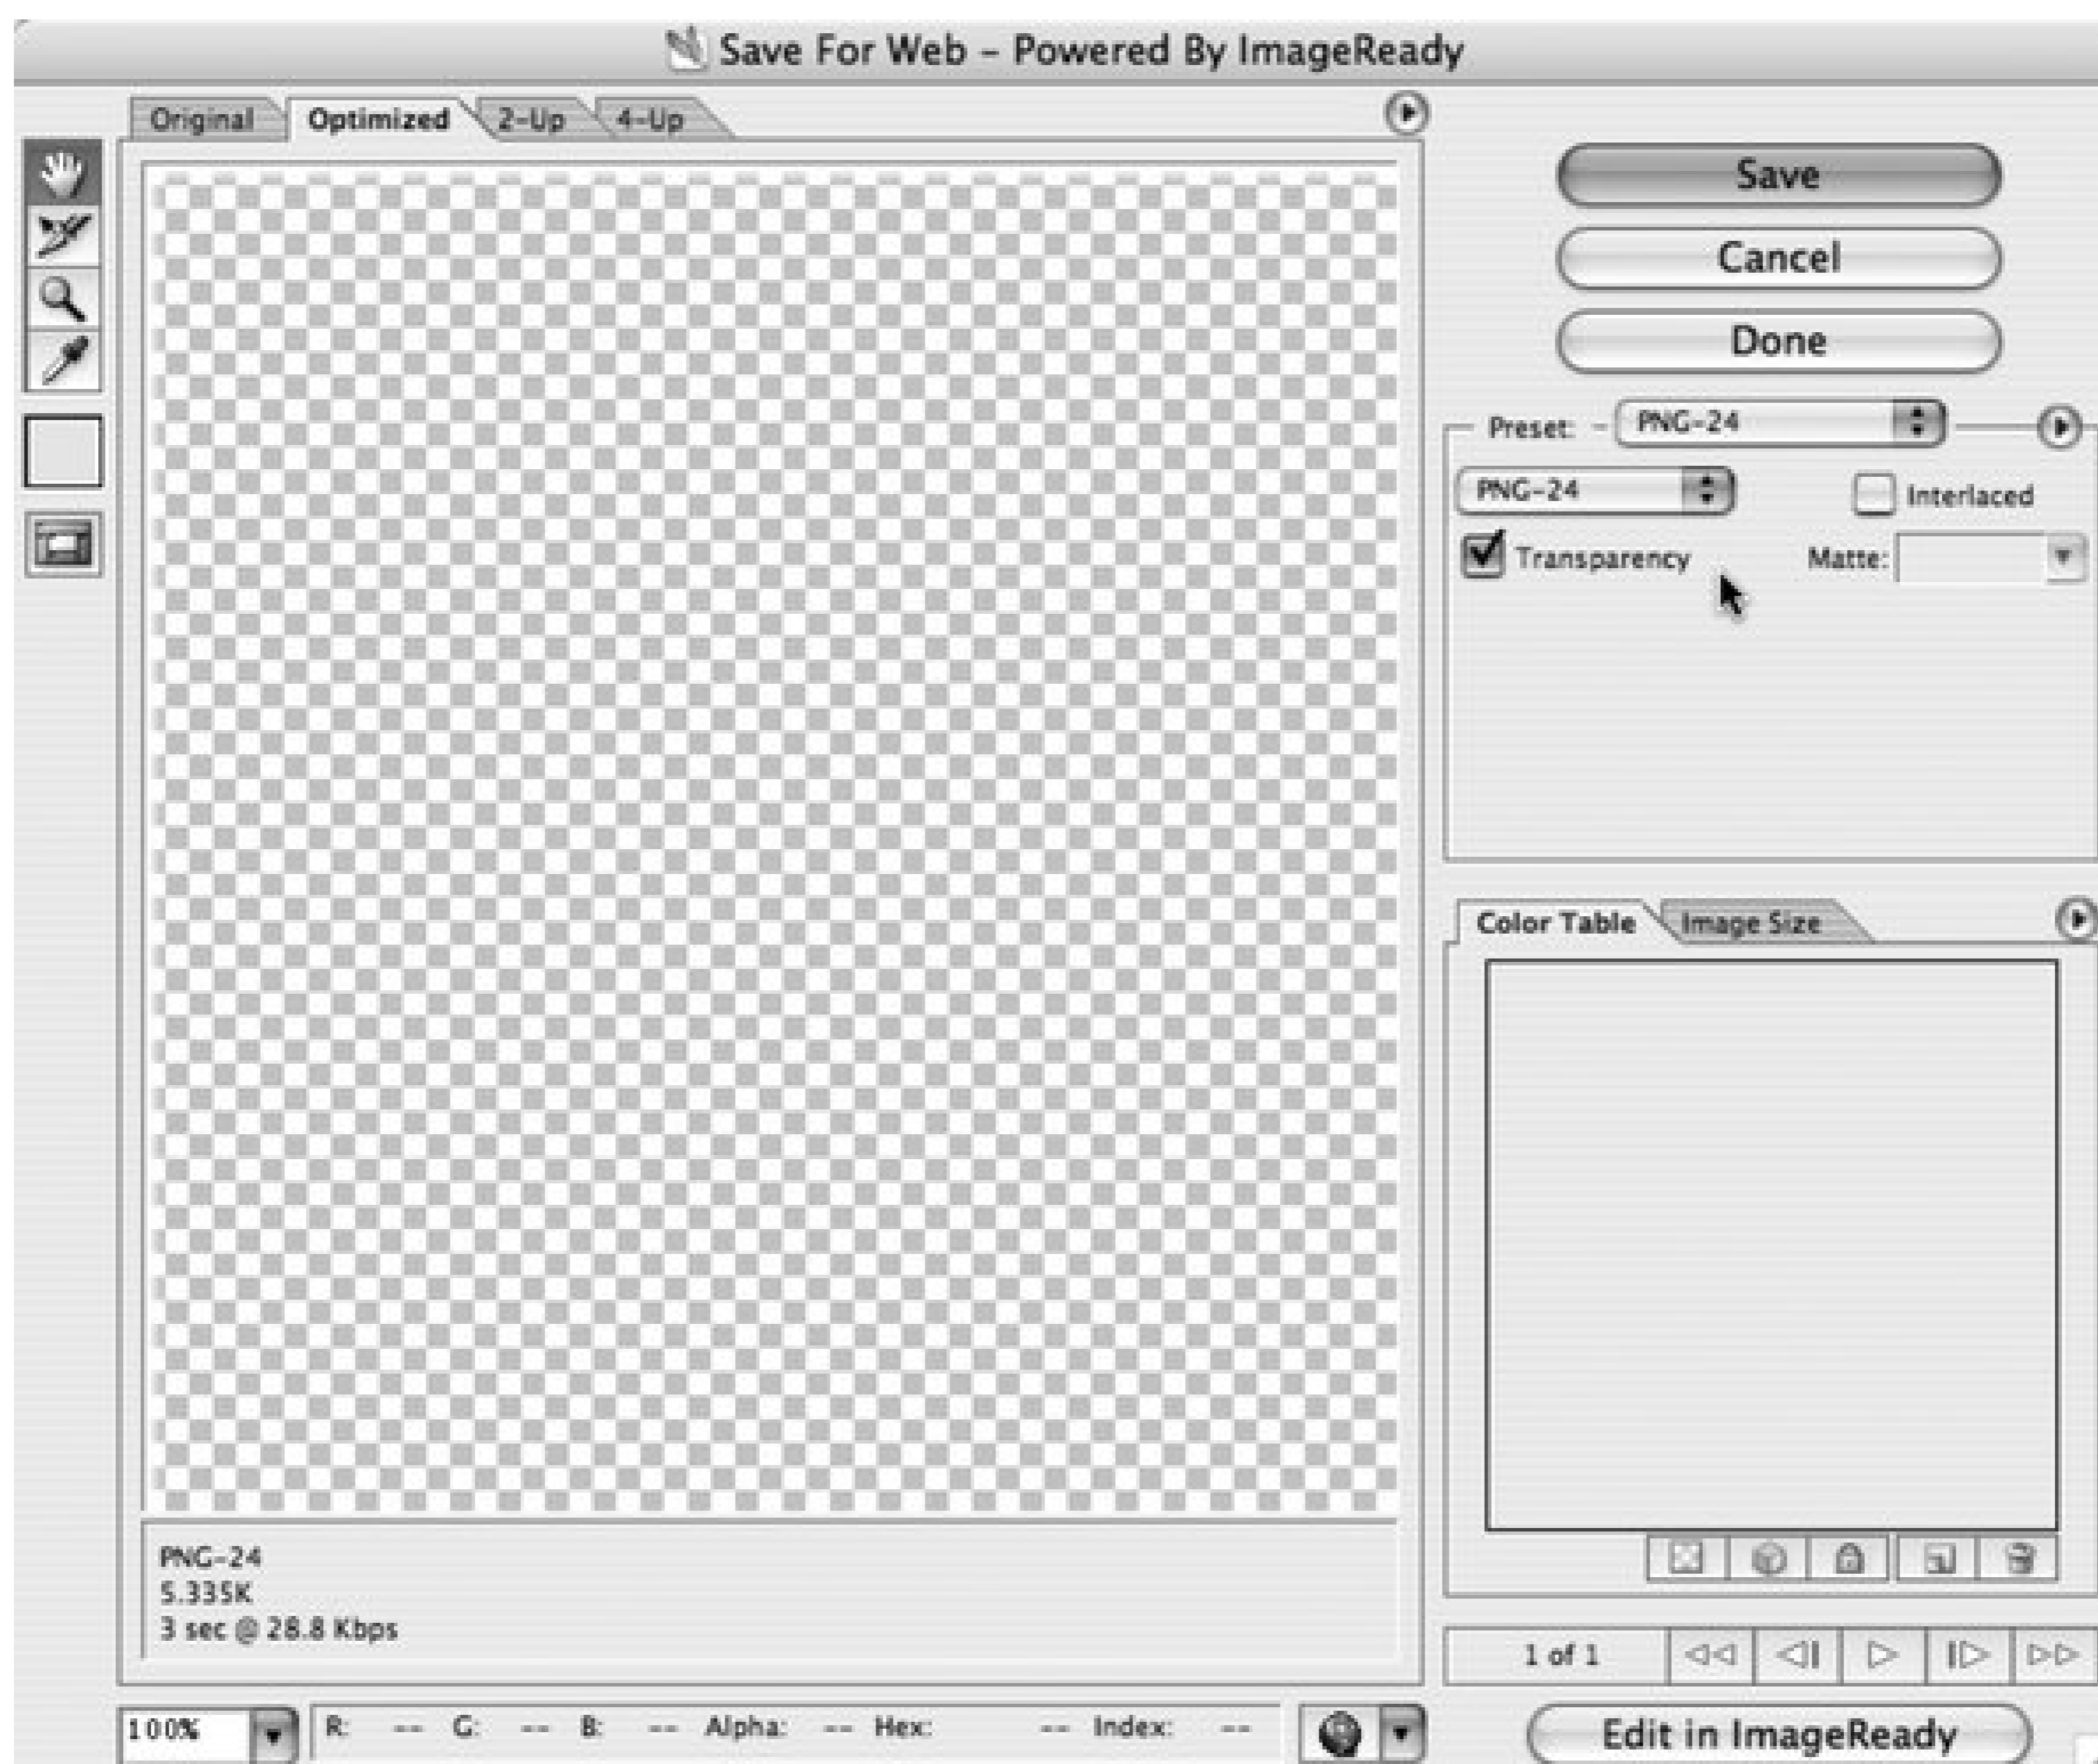 Save For Web – Powered By ImageReady
Original Optimized 2-Up 4-Up
Save
Cancel
Done
Preset: PNG-24
PNG-24 Interlaced
Transparency Matte:
Color Table Image Size
PNG-24
5.335K
3 sec @ 28.8 Kbps
1 of 1
100% R: -- G: -- B: -- Alpha: -- Hex: -- Index: --
Edit in ImageReady